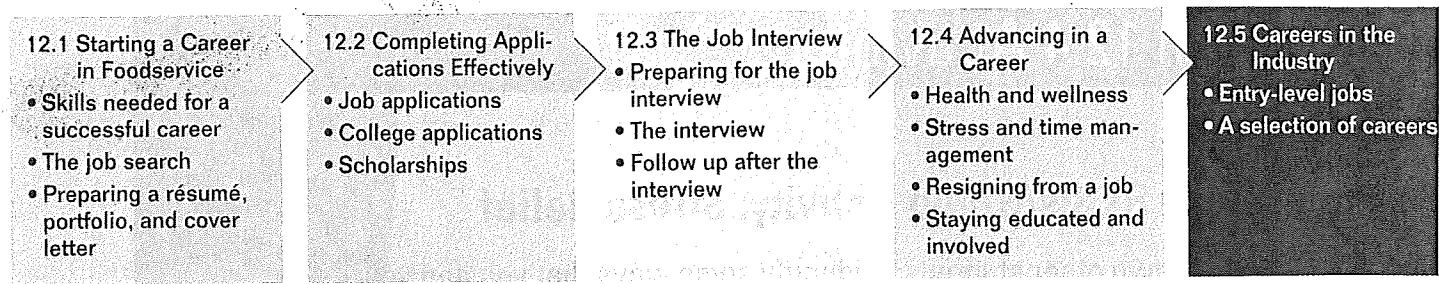 12.1 Starting a Career
in Foodservice
• Skills needed for a
successful career
• The job search
• Preparing a résumé,
portfolio, and cover
letter
12.2 Completing Appli-
cations Effectively
• Job applications
• College applications
• Scholarships
12.3 The Job Interview
• Preparing for the job
interview
• The interview
• Follow up after the
interview
12.4 Advancing in a
Career
• Health and wellness
• Stress and time man-
agement
• Resigning from a job
• Staying educated and
involved
12.5 Careers in the
Industry
• Entry-level jobs
• A selection of careers